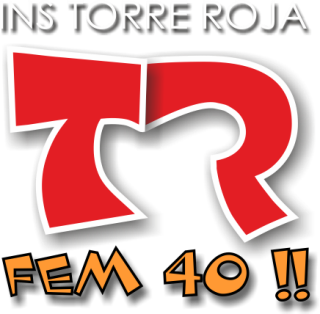 INS TORRE ROJA
TR
FEM 40 !!